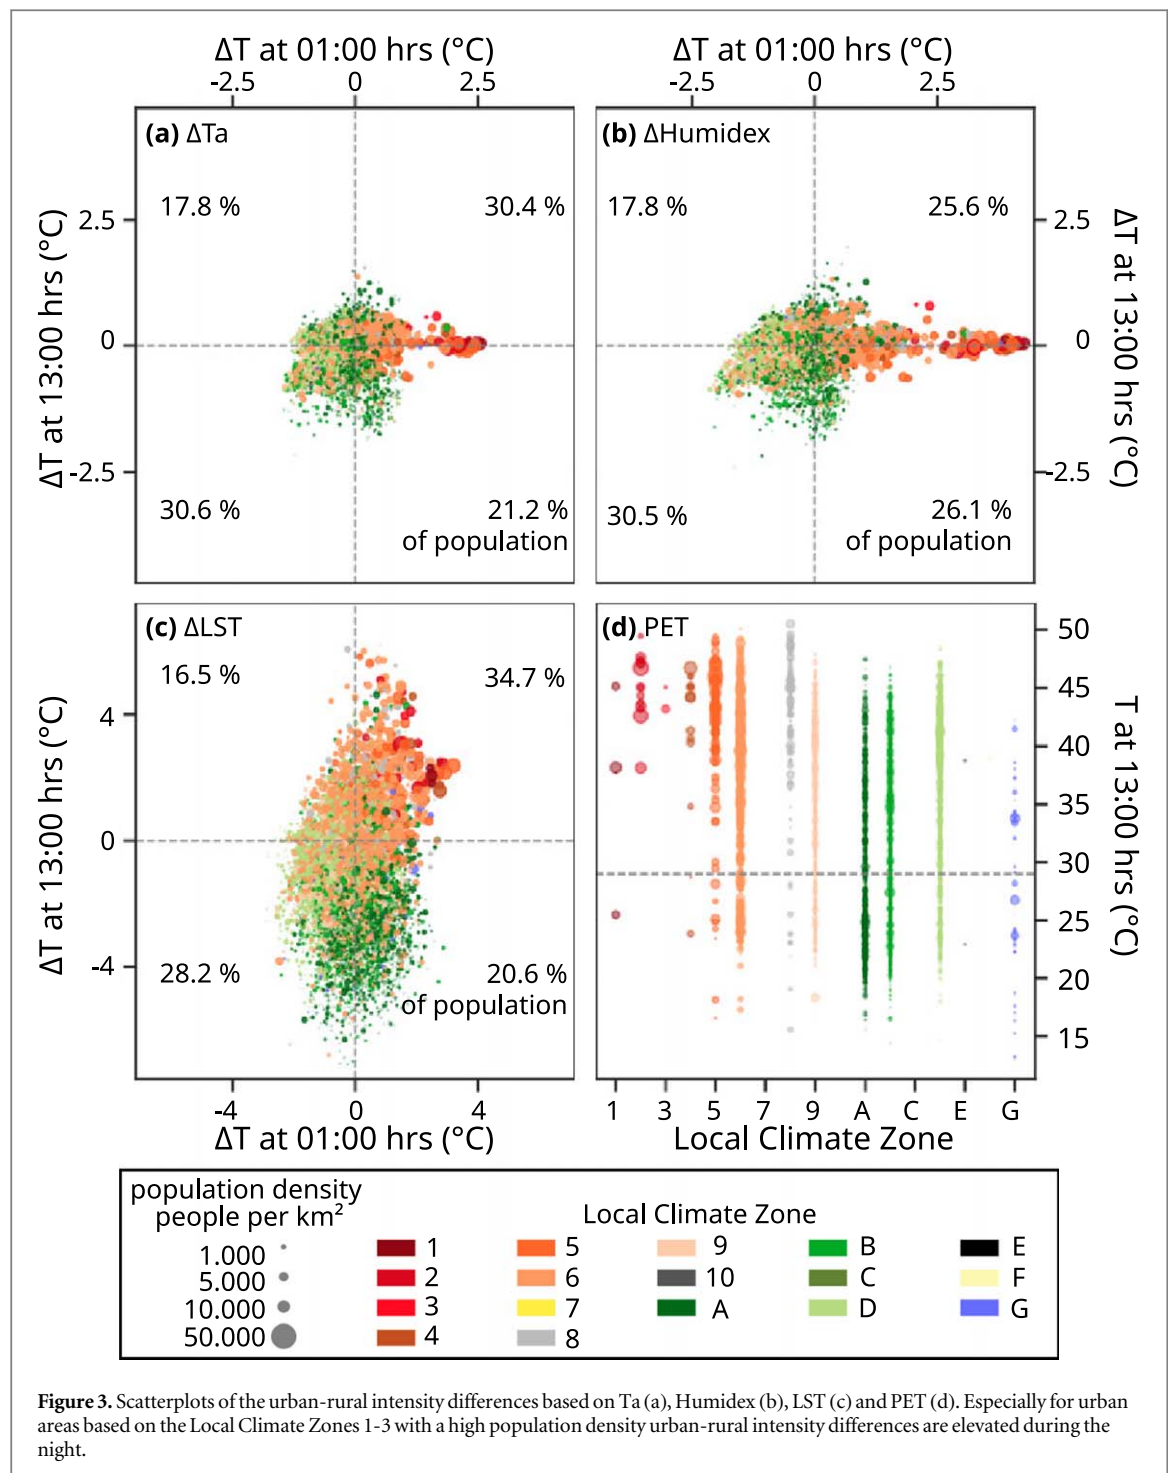 ΔT at 01:00 hrs (°C)
ΔT at 01:00 hrs (°C)
-2.5 0 2.5
-2.5 0 2.5
(a) ΔTa
(b) ΔHumidex
17.8 % 30.4 %
17.8 % 25.6 %
2.5
0
-2.5
ΔT at 13:00 hrs (°C)
2.5
0
-2.5
ΔT at 13:00 hrs (°C)
30.6 % 21.2 %
of population
30.5 % 26.1 %
of population
(c) ΔLST
(d) PET
16.5 % 34.7 %
4
0
-4
ΔT at 13:00 hrs (°C)
28.2 % 20.6 %
of population
50
45
40
35
30
25
20
15
T at 13:00 hrs (°C)
-4 0 4
ΔT at 01:00 hrs (°C)
1 3 5 7 9 A C E G
Local Climate Zone
population density
people per km²
1.000
5.000
10.000
50.000
Local Climate Zone
1 5 9 B E
2 6 10 C F
3 7 A D G
4 8
Figure 3. Scatterplots of the urban-rural intensity differences based on Ta (a), Humidex (b), LST (c) and PET (d). Especially for urban
areas based on the Local Climate Zones 1-3 with a high population density urban-rural intensity differences are elevated during the
night.